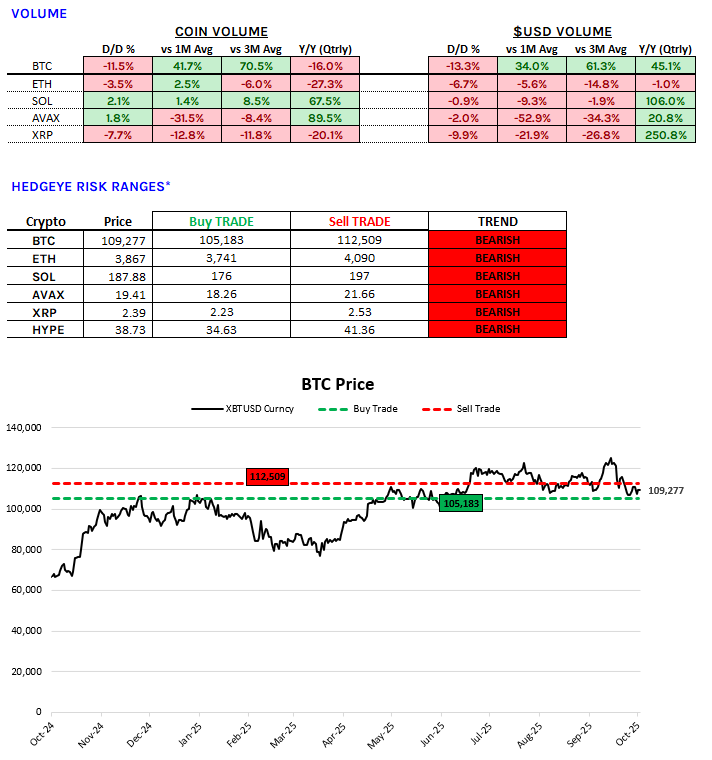 VOLUME
COIN VOLUME $USD VOLUME
D/D % vs 1M Avg vs 3M Avg Y/Y (Qtrly) D/D % vs 1M Avg vs 3M Avg Y/Y (Qtrly)
BTC -11.5% 41.7% 70.5% -16.0% -13.3% 34.0% 61.3% 45.1%
ETH -3.5% 2.5% -6.0% -27.3% -6.7% -5.6% -14.8% -1.0%
SOL 2.1% 1.4% 8.5% 67.5% -0.9% -9.3% -1.9% 106.0%
AVAX 1.8% -31.5% -8.4% 89.5% -2.0% -52.9% -34.3% 20.8%
XRP -7.7% -12.8% -11.8% -20.1% -9.9% -21.9% -26.8% 250.8%
HEDGEYE RISK RANGES*
Crypto Price Buy TRADE Sell TRADE TREND
BTC 109,277 105,183 112,509 BEARISH
ETH 3,867 3,741 4,090 BEARISH
SOL 187.88 176 197 BEARISH
AVAX 19.41 18.26 21.66 BEARISH
XRP 2.39 2.23 2.53 BEARISH
HYPE 38.73 34.63 41.36 BEARISH
BTC Price
XBTUSD Curncy Buy Trade Sell Trade
140,000
120,000
112,509
109,277
105,183
100,000
80,000
60,000
40,000
20,000
0
Oct-24 Nov-24 Dec-24 Jan-25 Feb-25 Mar-25 Apr-25 May-25 Jun-25 Jul-25 Aug-25 Sep-25 Oct-25